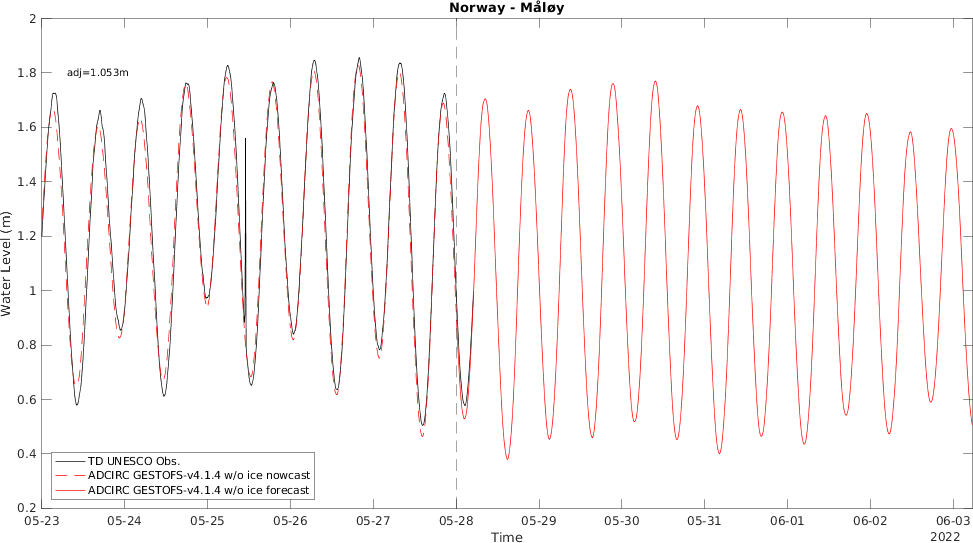 Norway - Måløy
adj=1.053m
Water Level (m)
2
1.8
1.6
1.4
1.2
1
0.8
0.6
0.4
0.2
TD UNESCO Obs.
ADCIRC GESTOFS-v4.1.4 w/o ice nowcast
ADCIRC GESTOFS-v4.1.4 w/o ice forecast
05-23 05-24 05-25 05-26 05-27 05-28 05-29 05-30 05-31 06-01 06-02 06-03
Time
2022